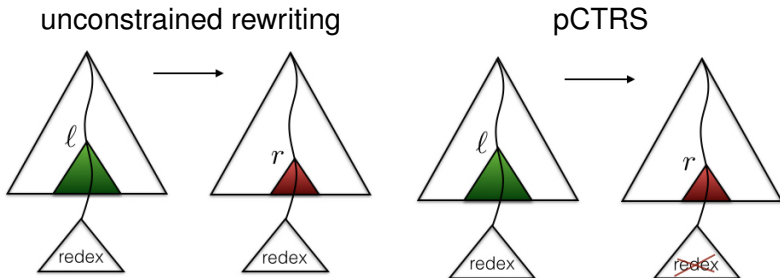 unconstrained rewriting
pCTRS
ℓ
r
ℓ
r
redex
redex
redex
redex